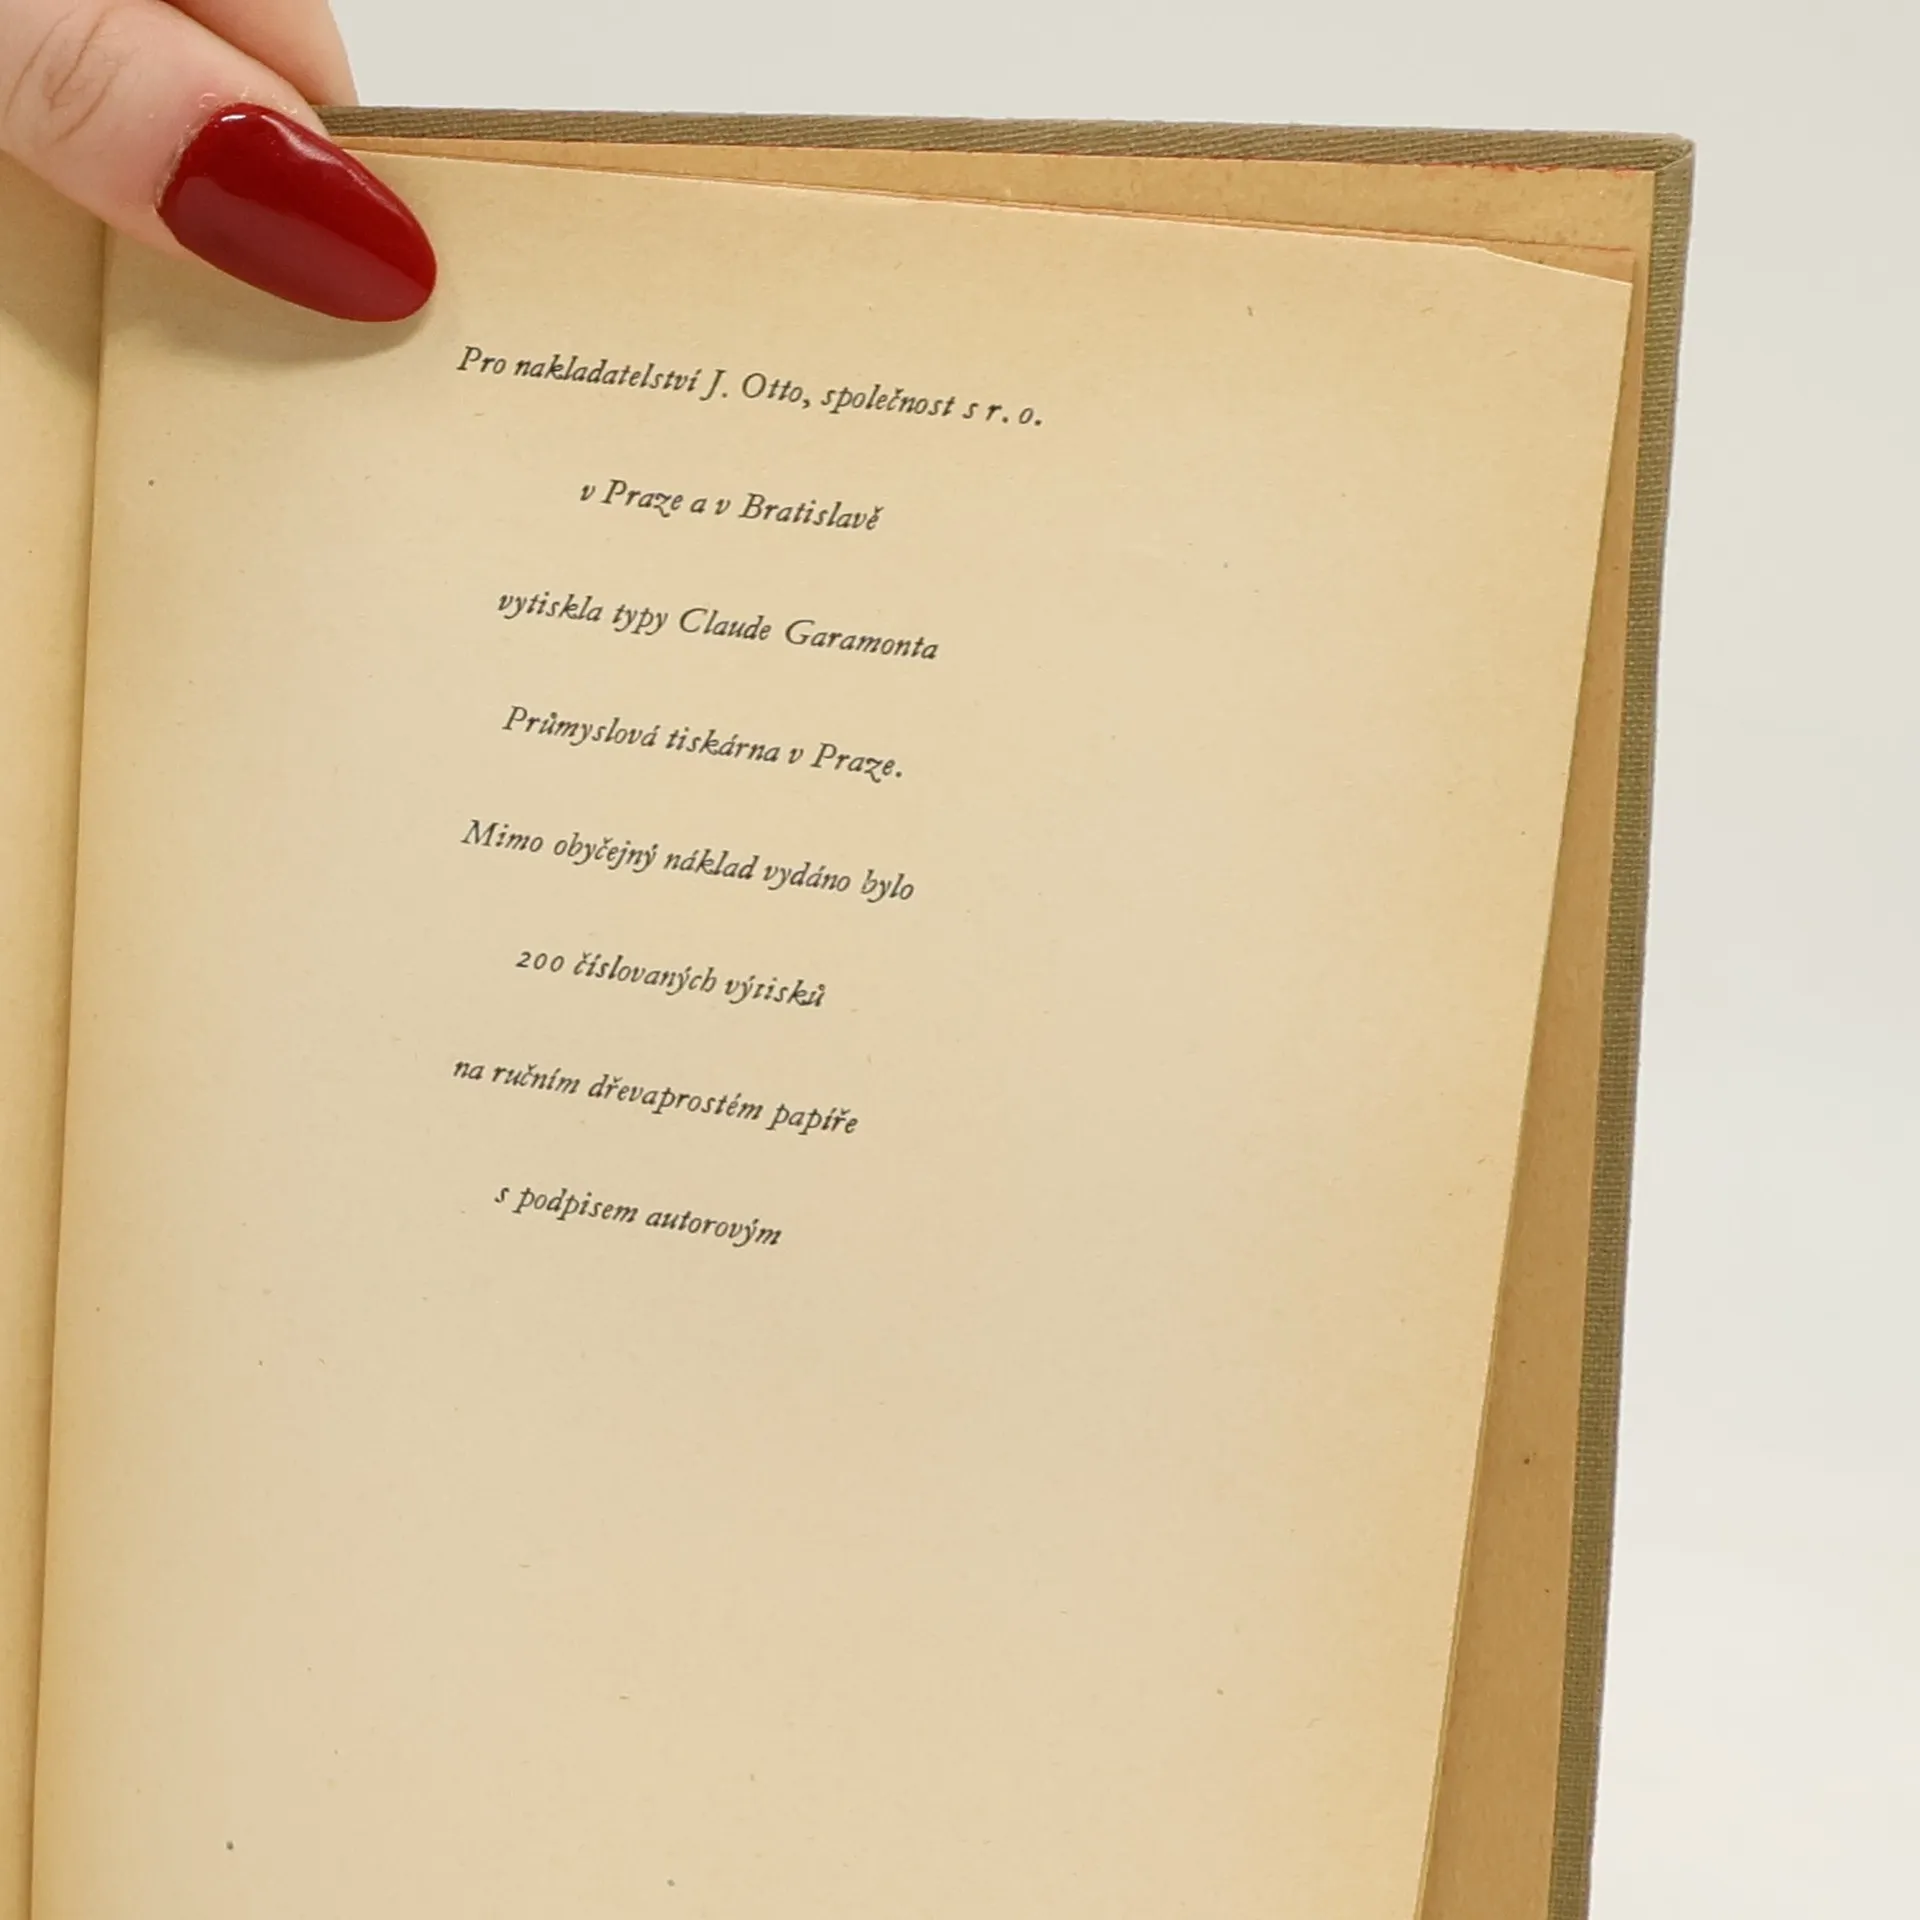 Pro nakladatelství J. Otto, společnost s r. o.
v Praze a v Bratislavě
vytiskla typy Claude Garamonta
Průmyslová tiskárna v Praze.
Mimo obyčejný náklad vydáno bylo
200 číslovaných výtisků
na ručním dřevaprostém papíře
s podpisem autorovým